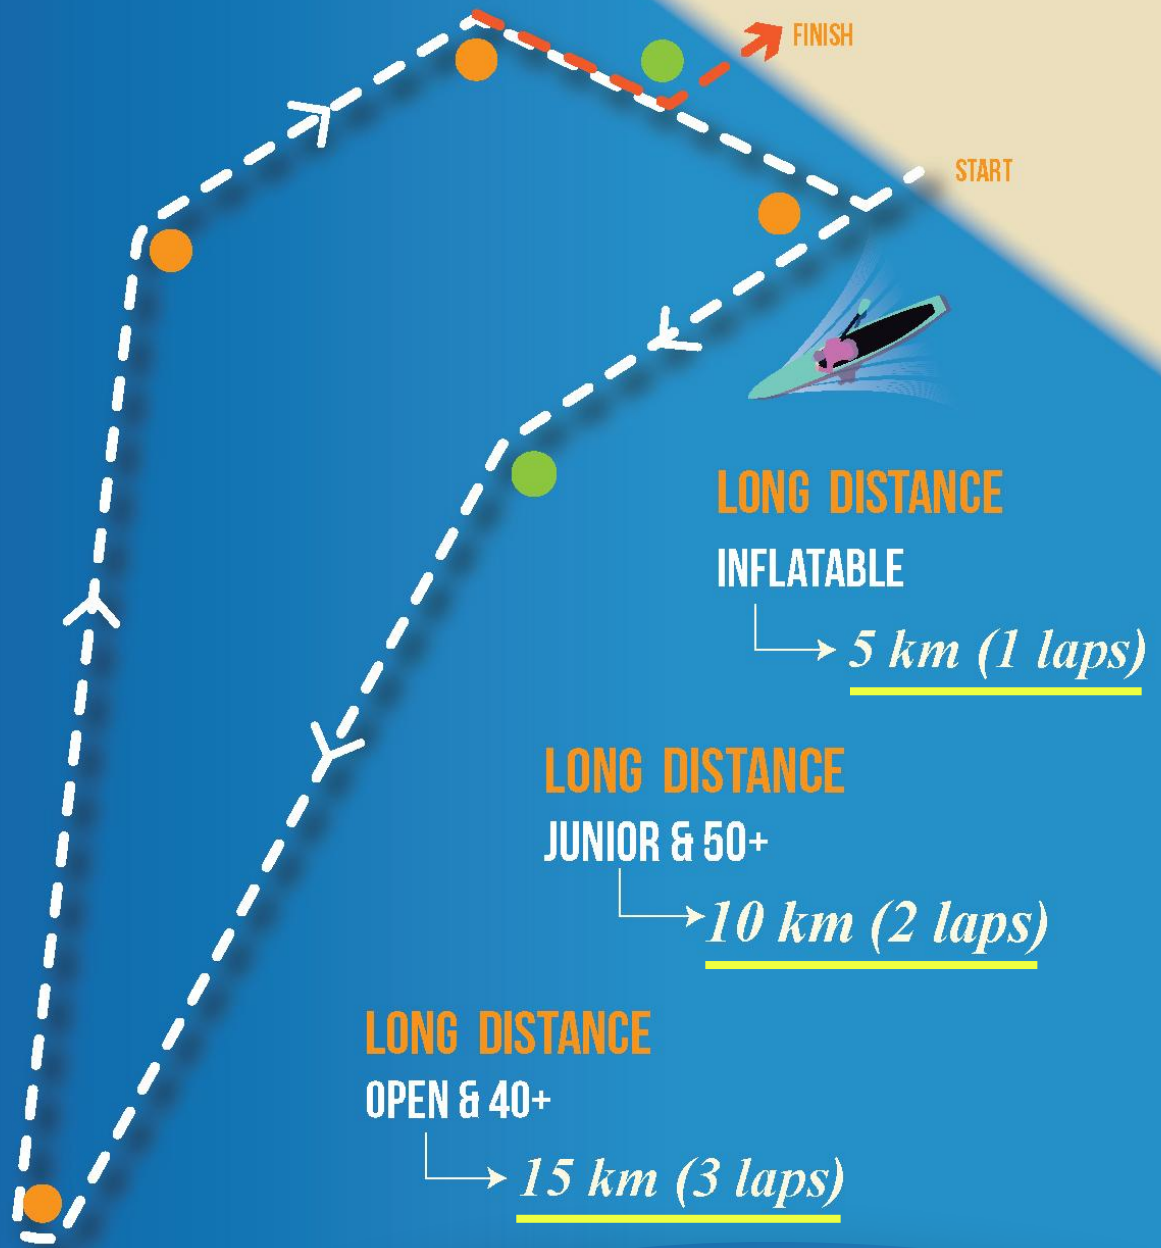 FINISH
START
LONG DISTANCE
INFLATABLE
5 km (1 laps)
LONG DISTANCE
JUNIOR & 50+
10 km (2 laps)
LONG DISTANCE
OPEN & 40+
15 km (3 laps)